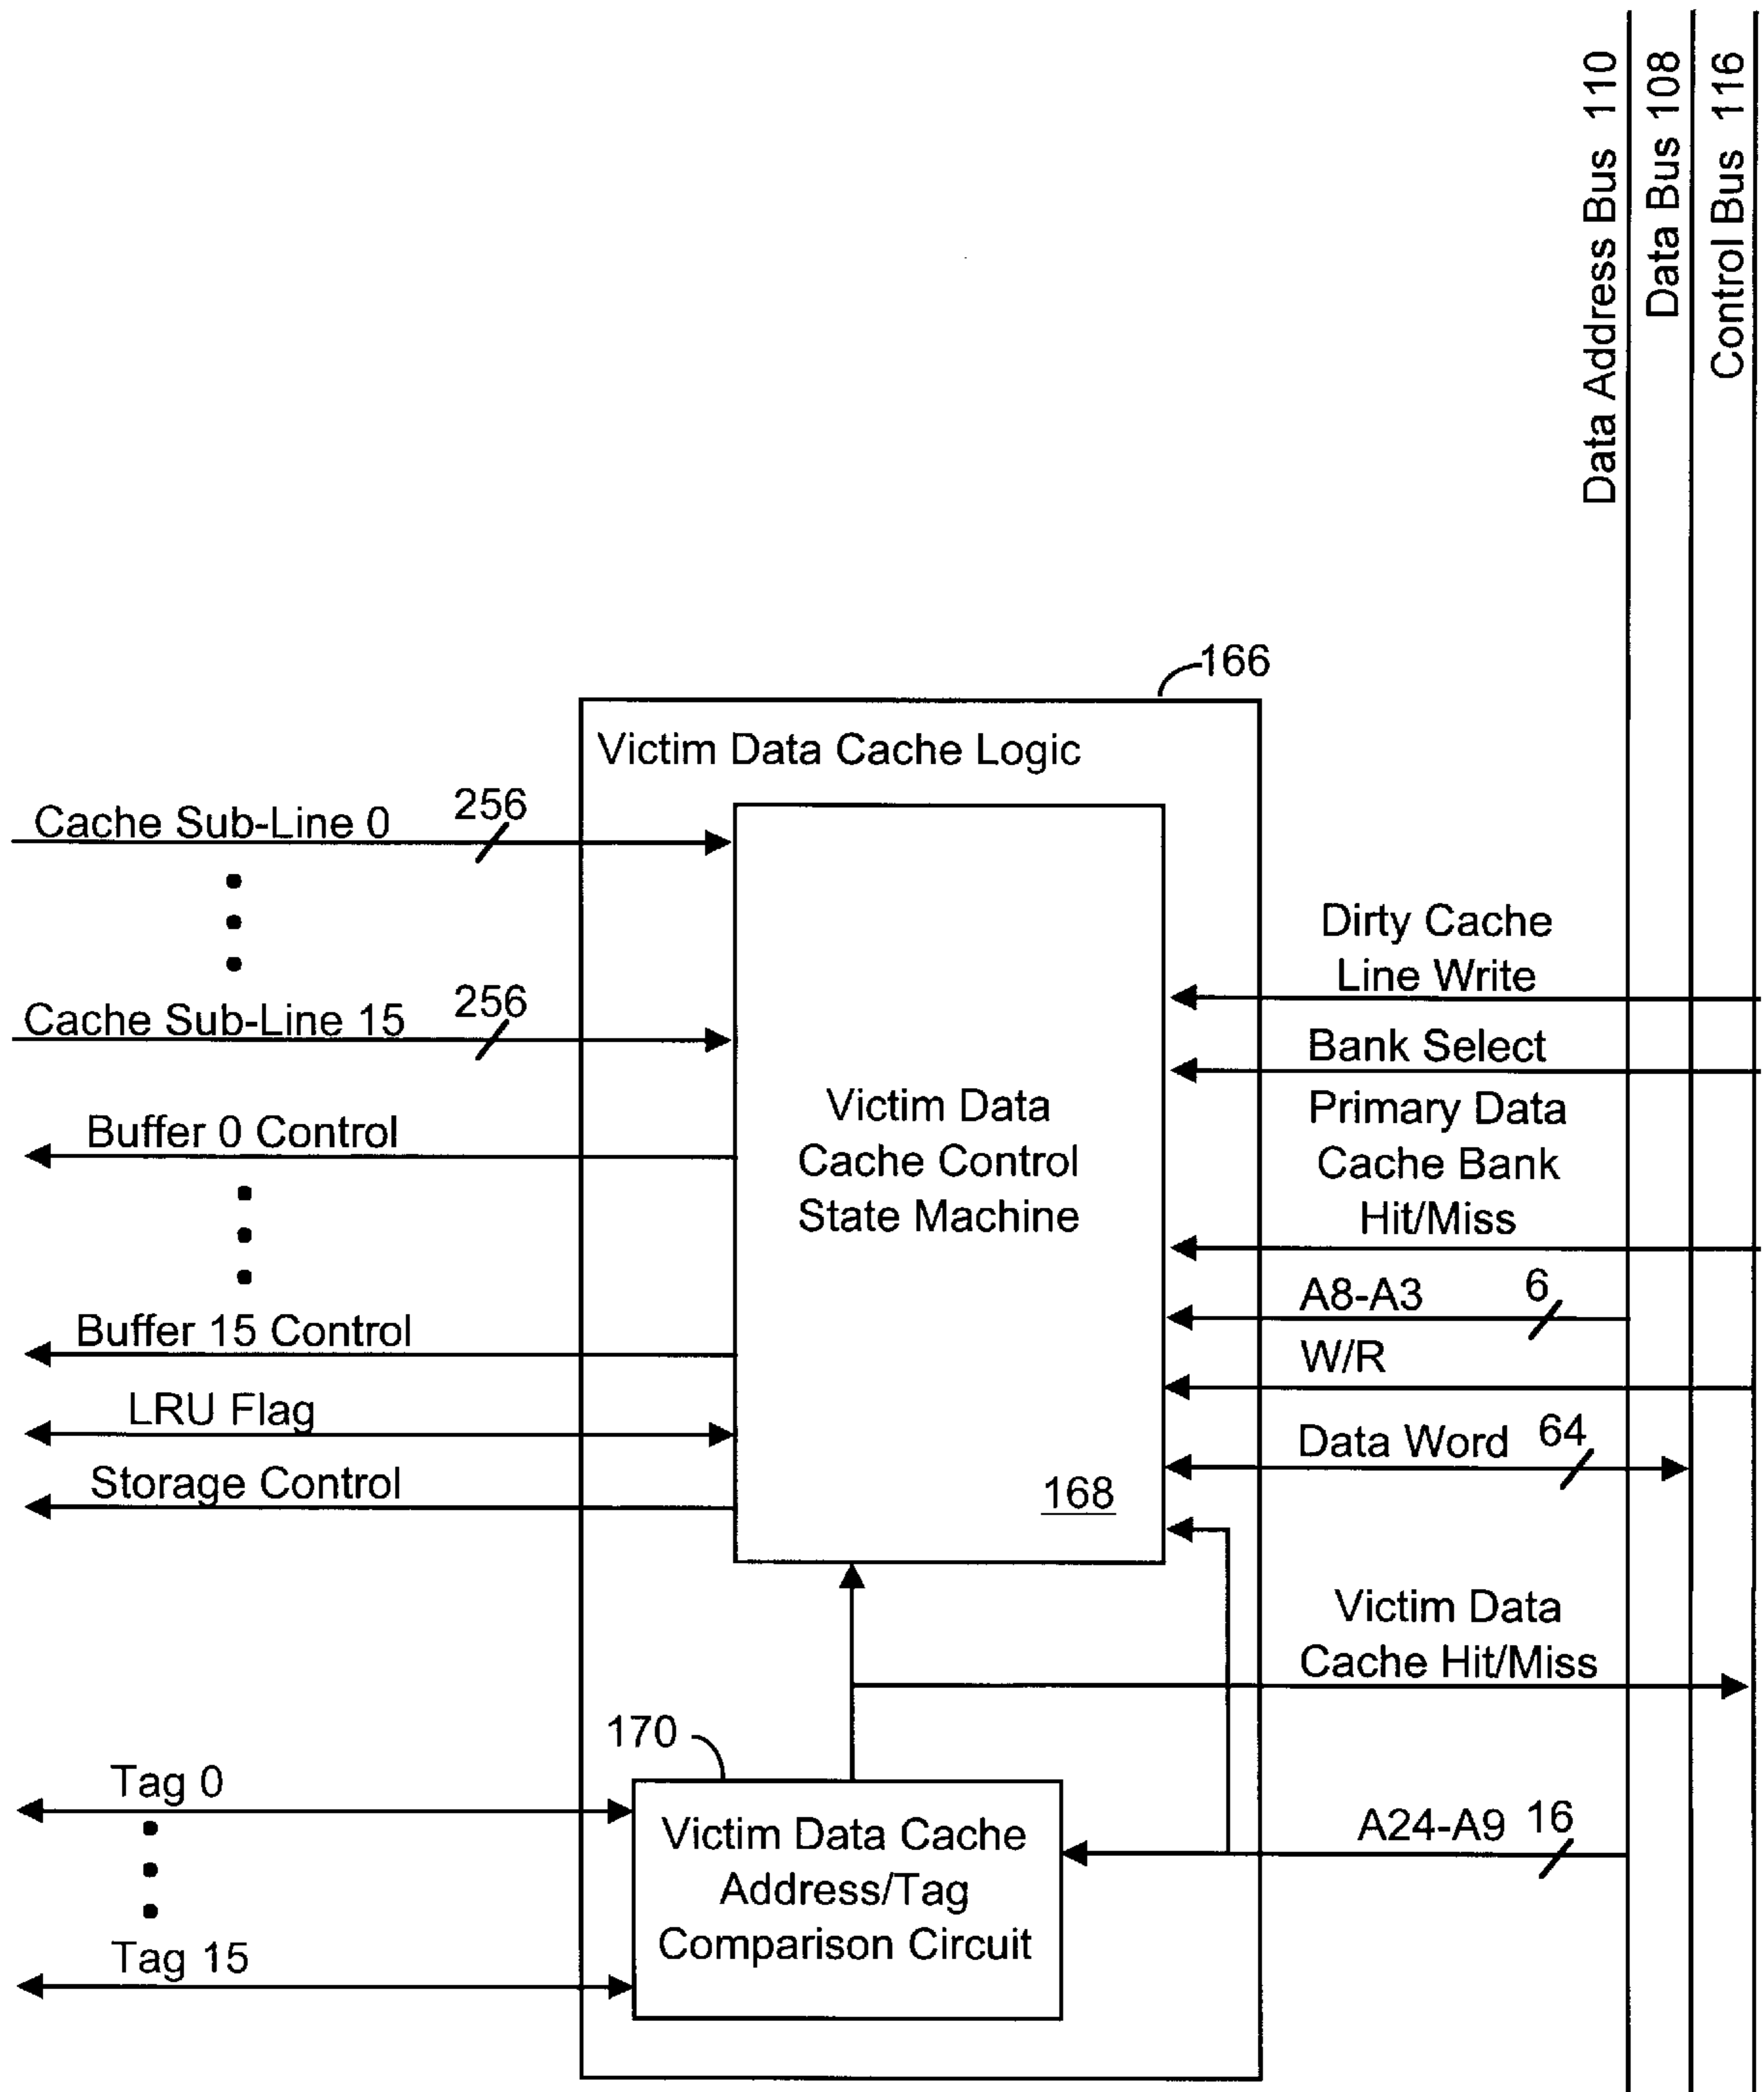 Data Address Bus 110
Data Bus 108
Control Bus 116
166
Victim Data Cache Logic
Cache Sub-Line 0
256
Cache Sub-Line 15
256
Buffer 0 Control
Buffer 15 Control
LRU Flag
Storage Control
Victim Data
Cache Control
State Machine
168
Dirty Cache
Line Write
Bank Select
Primary Data
Cache Bank
Hit/Miss
A8-A3
6
W/R
Data Word
64
Victim Data
Cache Hit/Miss
170
Tag 0
Tag 15
Victim Data Cache
Address/Tag
Comparison Circuit
A24-A9
16